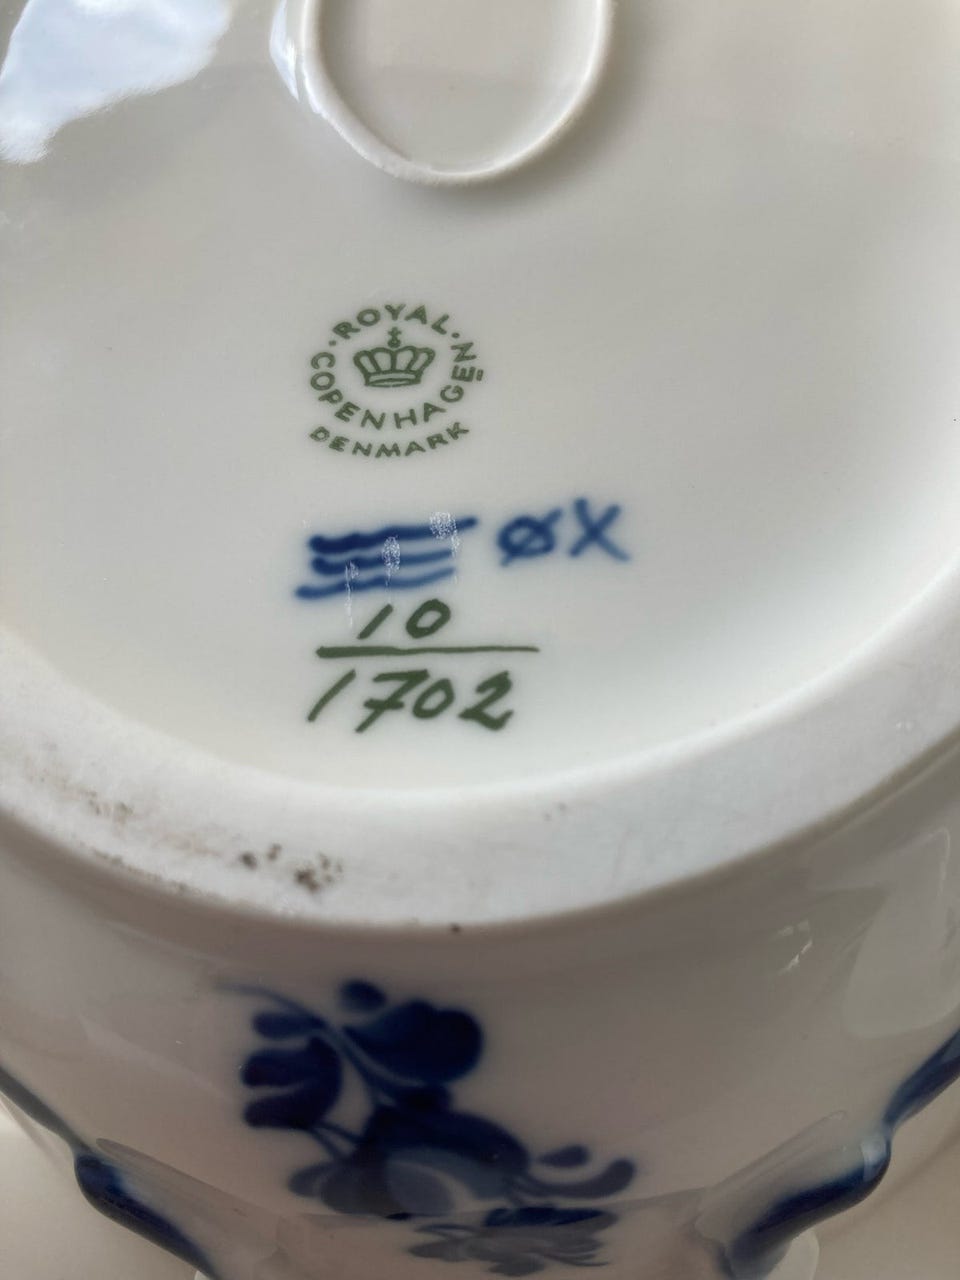 ROYAL
COPENHAGEN
DENMARK
ØX
10
1702